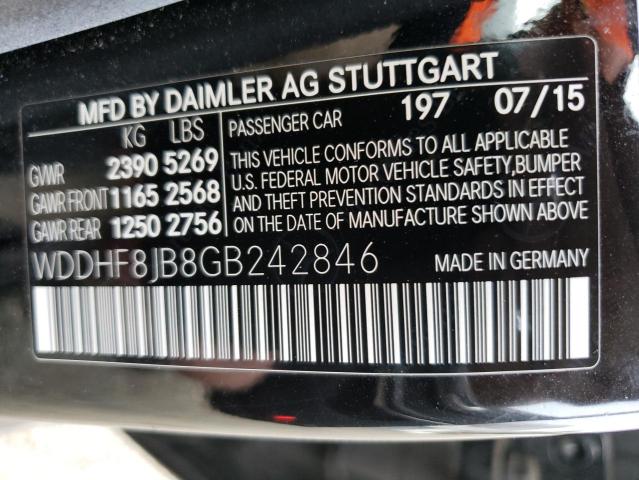 MFD BY DAIMLER AG STUTTGART
KG LBS PASSENGER CAR 197 07/15
GVWR 2390 5269
GAWR FRONT 1165 2568
GAWR REAR 1250 2756
THIS VEHICLE CONFORMS TO ALL APPLICABLE
U.S. FEDERAL MOTOR VEHICLE SAFETY,BUMPER
AND THEFT PREVENTION STANDARDS IN EFFECT
ON THE DATE OF MANUFACTURE SHOWN ABOVE
WDDHF8JB8GB242846 MADE IN GERMANY